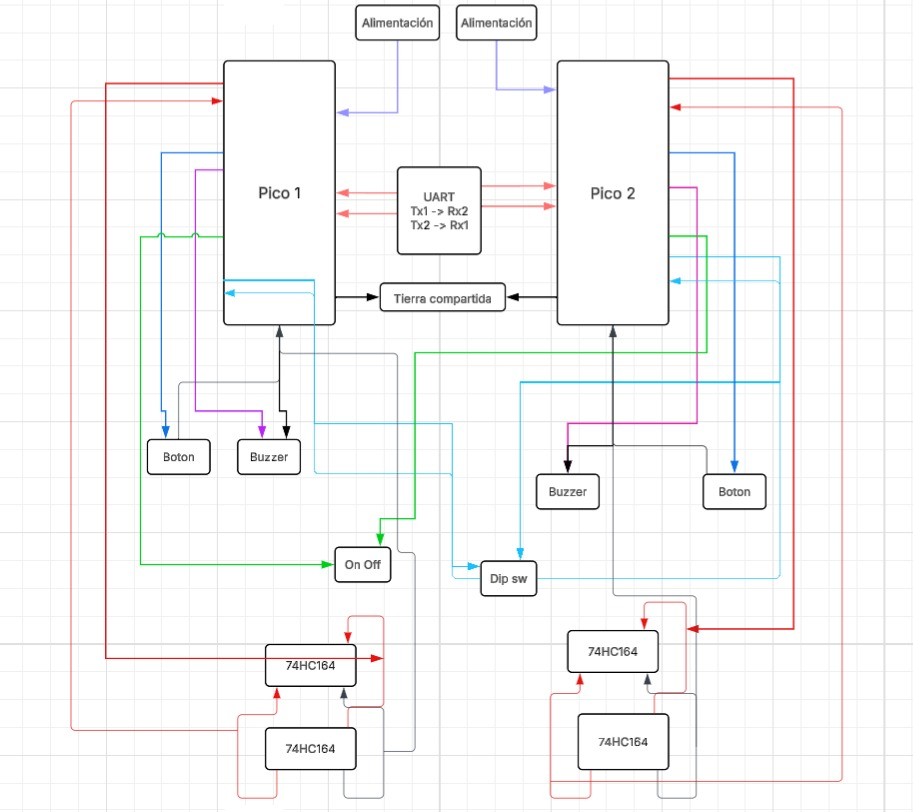 Alimentación
Alimentación
Pico 1
UART
Tx1 -> Rx2
Tx2 -> Rx1
Pico 2
Tierra compartida
Boton
Buzzer
Buzzer
Boton
On Off
Dip sw
74HC164
74HC164
74HC164
74HC164